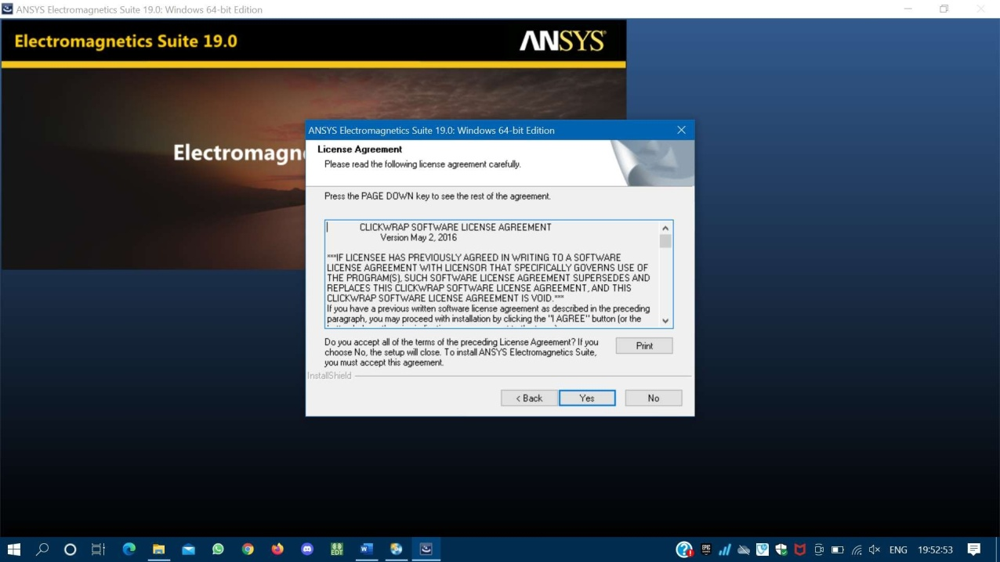 ANSYS Electromagnetics Suite 19.0: Windows 64-bit Edition
Electromagnetics Suite 19.0
ANSYS
Electromagn
ANSYS Electromagnetics Suite 19.0: Windows 64-bit Edition
License Agreement
Please read the following license agreement carefully.
Press the PAGE DOWN key to see the rest of the agreement.
CLICKWRAP SOFTWARE LICENSE AGREEMENT
Version May 2, 2016
***IF LICENSEE HAS PREVIOUSLY AGREED IN WRITING TO A SOFTWARE
LICENSE AGREEMENT WITH LICENSOR THAT SPECIFICALLY GOVERNS USE OF
THE PROGRAM(S), SUCH SOFTWARE LICENSE AGREEMENT SUPERSEDES AND
REPLACES THIS CLICKWRAP SOFTWARE LICENSE AGREEMENT, AND THIS
CLICKWRAP SOFTWARE LICENSE AGREEMENT IS VOID.***
If you have a previous written software license agreement as described in the preceding
paragraph, you may proceed with installation by clicking the "I AGREE" button (or the
Do you accept all of the terms of the preceding License Agreement? If you
choose No, the setup will close. To install ANSYS Electromagnetics Suite,
you must accept this agreement.
Print
InstallShield
< Back
Yes
No
EDT
EPIC
ENG
19:52:53